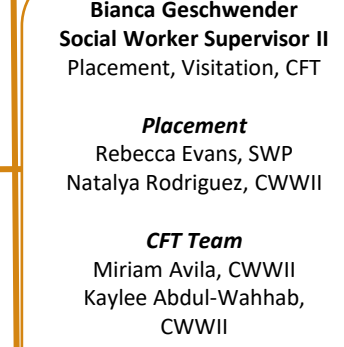 Bianca Geschwender
Social Worker Supervisor II
Placement, Visitation, CFT
Placement
Rebecca Evans, SWP
Natalya Rodriguez, CWWII
CFT Team
Miriam Avila, CWWII
Kaylee Abdul-Wahhab,
CWWII